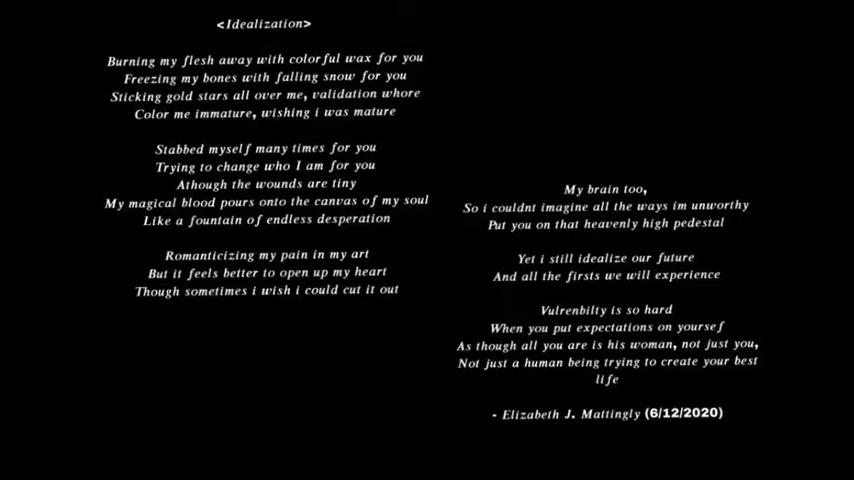 <Idealization>
Burning my flesh away with colorful wax for you
Freezing my bones with falling snow for you
Sticking gold stars all over me, validation whore
Color me immature, wishing i was mature
Stabbed myself many times for you
Trying to change who I am for you
Athough the wounds are tiny
My magical blood pours onto the canvas of my soul
Like a fountain of endless desperation
Romanticizing my pain in my art
But it feels better to open up my heart
Though sometimes i wish i could cut it out
My brain too,
So i couldnt imagine all the ways im unworthy
Put you on that heavenly high pedestal
Yet i still idealize our future
And all the firsts we will experience
Vulrenbilty is so hard
When you put expectations on yoursef
As though all you are is his woman, not just you,
Not just a human being trying to create your best
life
- Elizabeth J. Mattingly (6/12/2020)